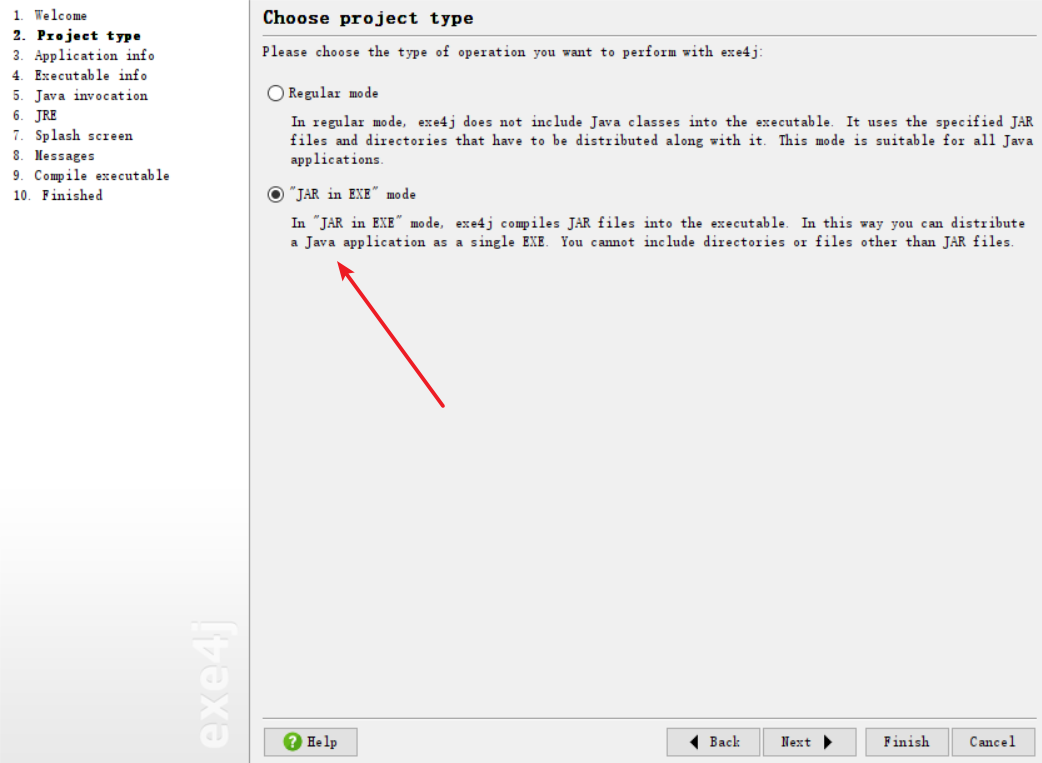 1. Welcome
2. Project type
3. Application info
4. Executable info
5. Java invocation
6. JRE
7. Splash screen
8. Messages
9. Compile executable
10. Finished
exe4j
Choose project type
Please choose the type of operation you want to perform with exe4j:
Regular mode
In regular mode, exe4j does not include Java classes into the executable. It uses the specified JAR
files and directories that have to be distributed along with it. This mode is suitable for all Java
applications.
"JAR in EXE" mode
In "JAR in EXE" mode, exe4j compiles JAR files into the executable. In this way you can distribute
a Java application as a single EXE. You cannot include directories or files other than JAR files.
Help
Back
Next
Finish
Cancel